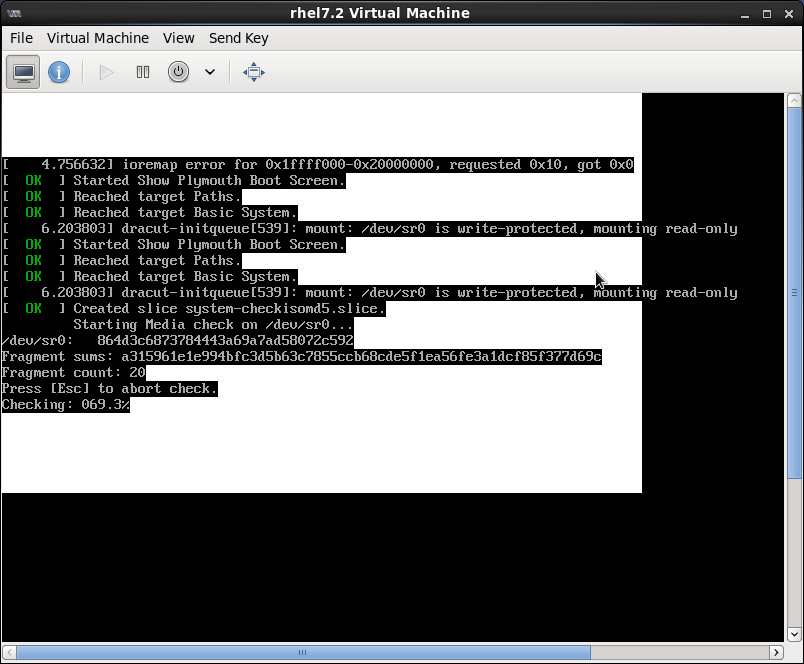 rhel7.2 Virtual Machine
File Virtual Machine View Send Key
[    4.756632] ioremap error for 0x1ffff000-0x20000000, requested 0x10, got 0x0
[  OK  ] Started Show Plymouth Boot Screen.
[  OK  ] Reached target Paths.
[  OK  ] Reached target Basic System.
[    6.203803] dracut-initqueue[539]: mount: /dev/sr0 is write-protected, mounting read-only
[  OK  ] Started Show Plymouth Boot Screen.
[  OK  ] Reached target Paths.
[  OK  ] Reached target Basic System.
[    6.203803] dracut-initqueue[539]: mount: /dev/sr0 is write-protected, mounting read-only
[  OK  ] Created slice system-checkisomd5.slice.
         Starting Media check on /dev/sr0...
/dev/sr0:   864d3c6873784443a69a7ad58072c592
Fragment sums: a315961e1e994bfc3d5b63c7855ccb68cde5f1ea56fe3a1dcf85f377d69c
Fragment count: 20
Press [Esc] to abort check.
Checking: 069.3%